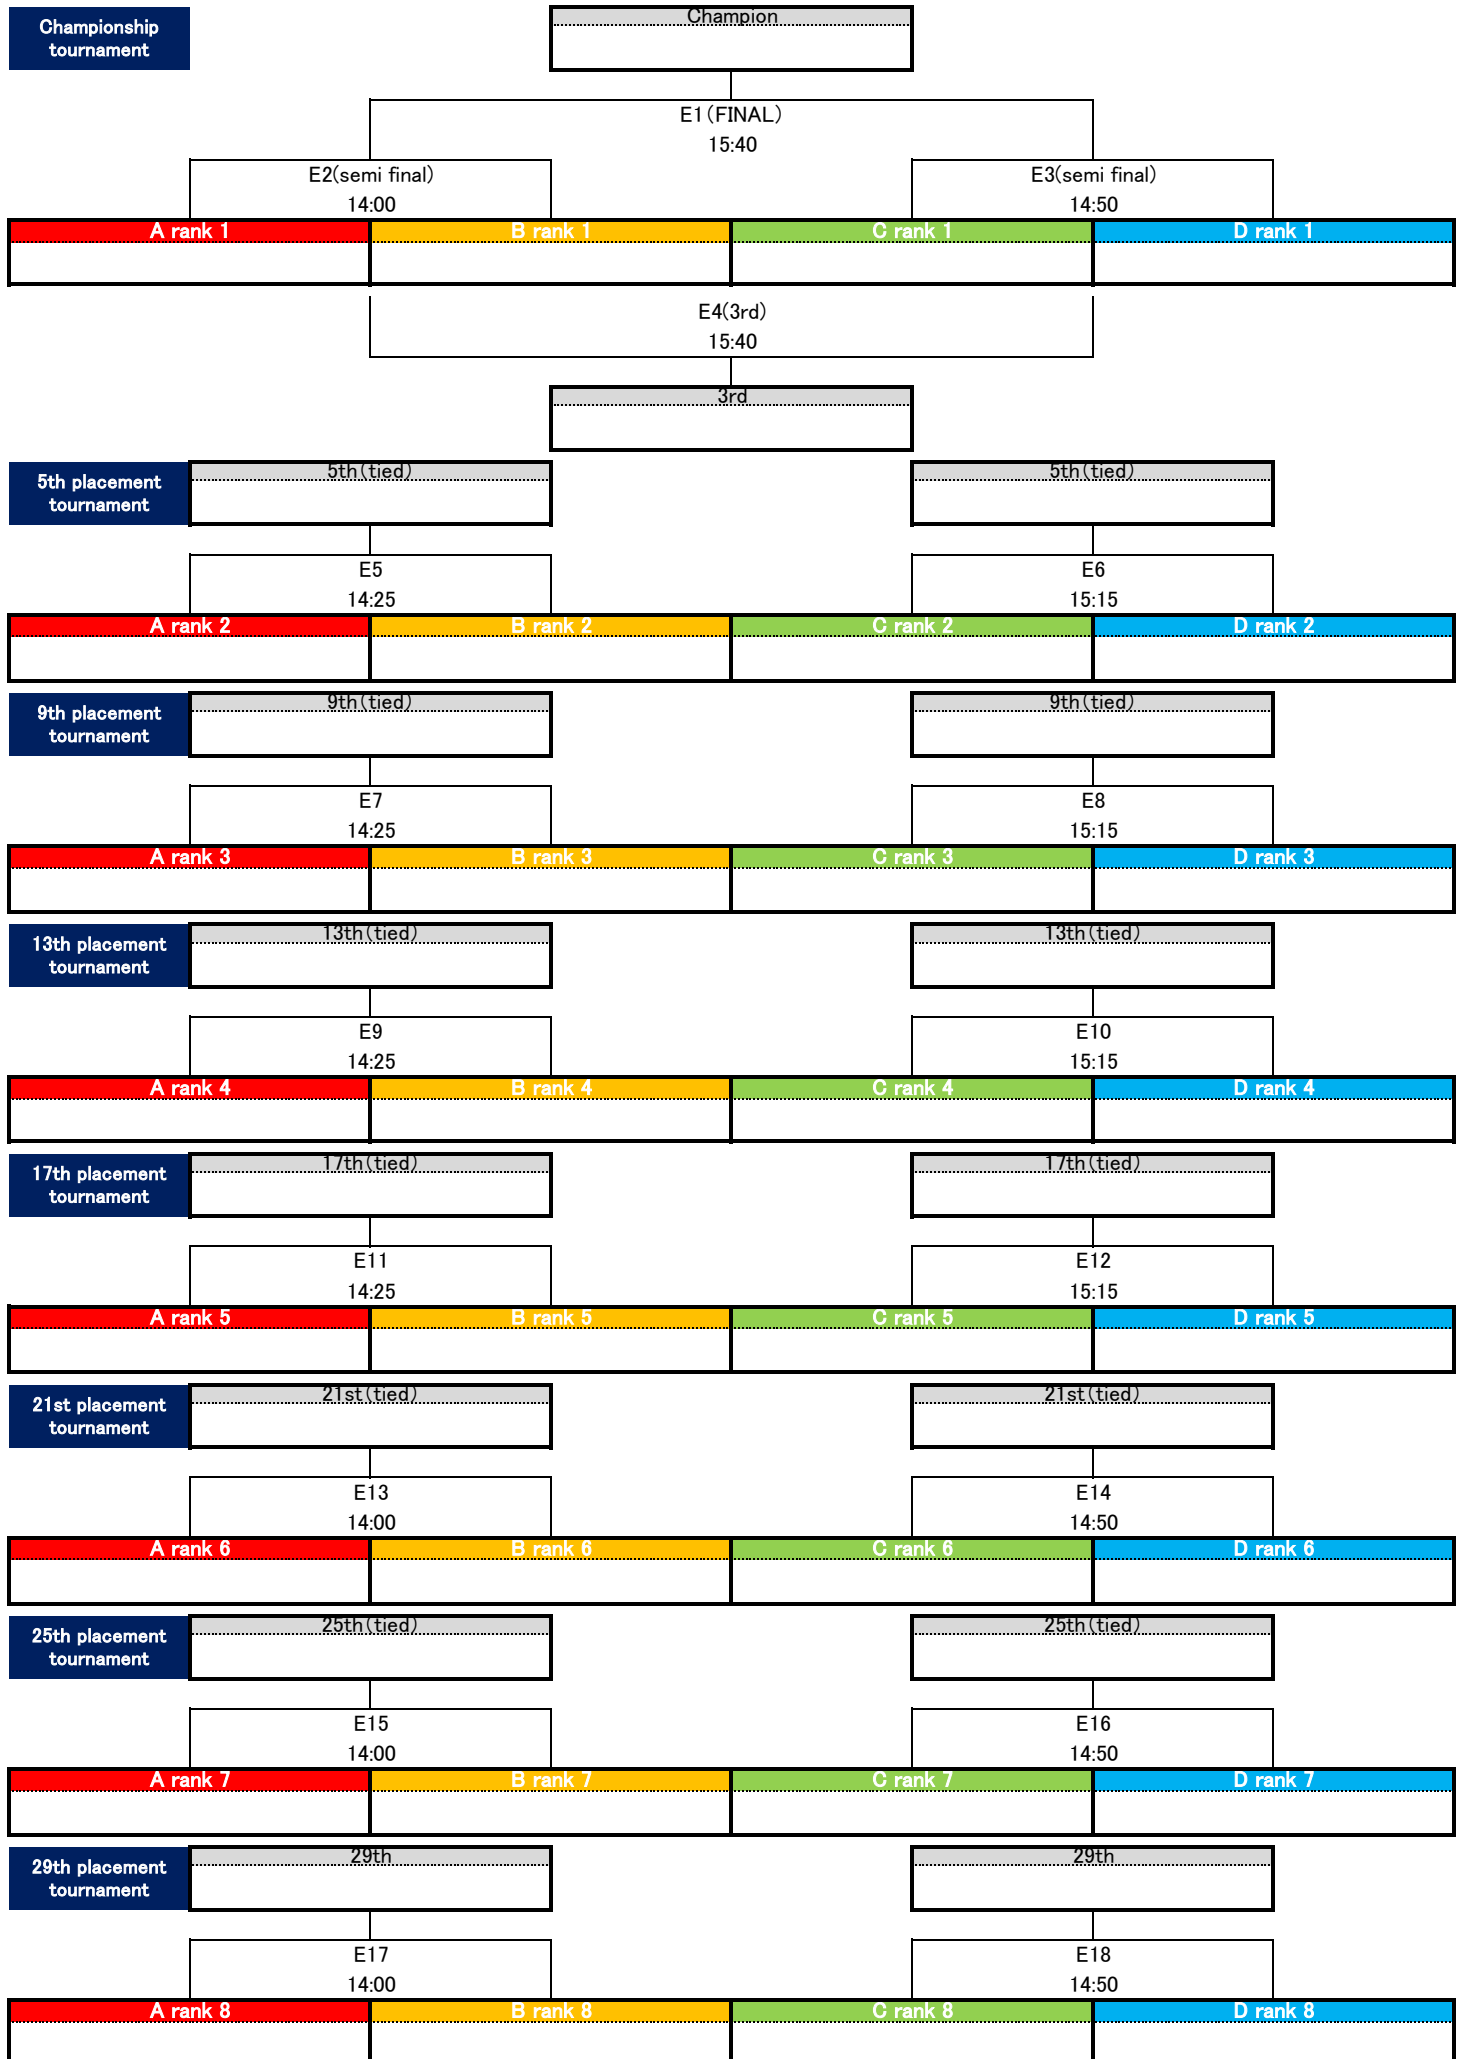 Championship
tournament
Champion
E1(FINAL)
15:40
E2(semi final)
14:00
E3(semi final)
14:50
A rank 1
B rank 1
C rank 1
D rank 1
E4(3rd)
15:40
3rd
5th placement
tournament
5th(tied)
5th(tied)
E5
14:25
E6
15:15
A rank 2
B rank 2
C rank 2
D rank 2
9th placement
tournament
9th(tied)
9th(tied)
E7
14:25
E8
15:15
A rank 3
B rank 3
C rank 3
D rank 3
13th placement
tournament
13th(tied)
13th(tied)
E9
14:25
E10
15:15
A rank 4
B rank 4
C rank 4
D rank 4
17th placement
tournament
17th(tied)
17th(tied)
E11
14:25
E12
15:15
A rank 5
B rank 5
C rank 5
D rank 5
21st placement
tournament
21st(tied)
21st(tied)
E13
14:00
E14
14:50
A rank 6
B rank 6
C rank 6
D rank 6
25th placement
tournament
25th(tied)
25th(tied)
E15
14:00
E16
14:50
A rank 7
B rank 7
C rank 7
D rank 7
29th placement
tournament
29th
29th
E17
14:00
E18
14:50
A rank 8
B rank 8
C rank 8
D rank 8